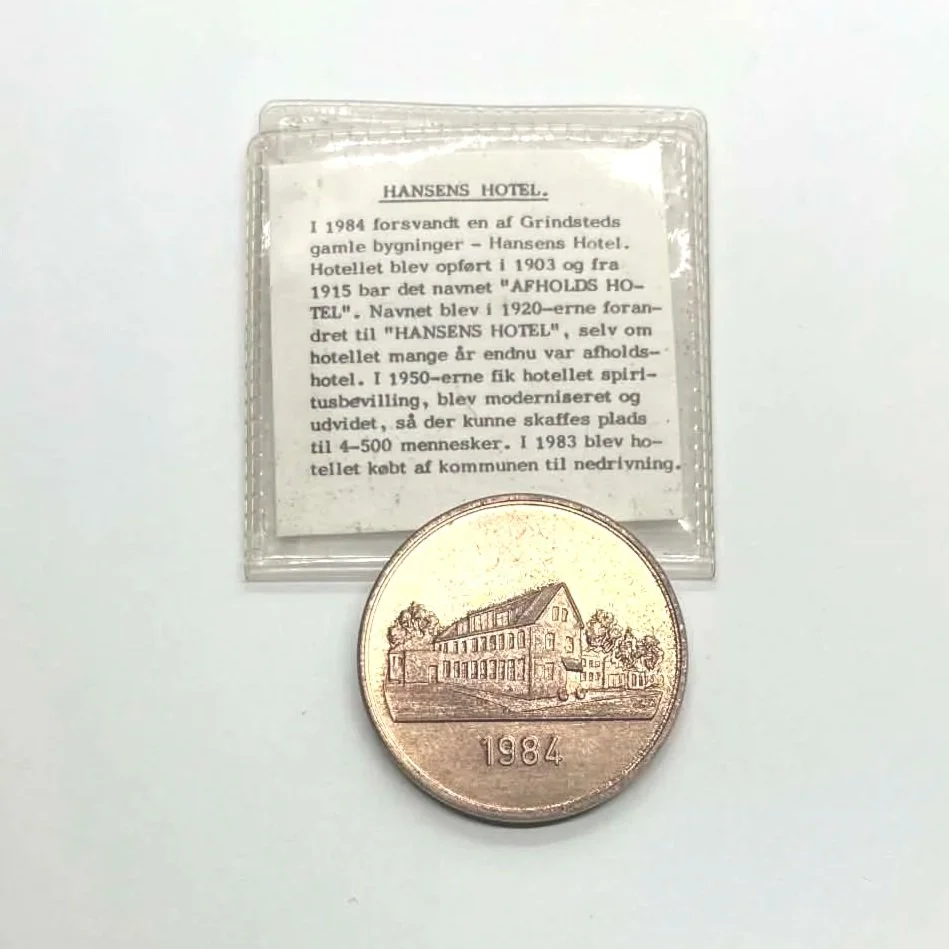 HANSENS HOTEL.
I 1984 forsvandt en af Grindsteds
gamle bygninger - Hansens Hotel.
Hotellet blev opført i 1903 og fra
1915 bar det navnet "AFHOLDS HO-
TEL". Navnet blev i 1920-erne foran-
dret til "HANSENS HOTEL", selv om
hotellet mange år endnu var afholds-
hotel. I 1950-erne fik hotellet spiri-
tusbevilling, blev moderniseret og
udvidet, så der kunne skaffes plads
til 4-500 mennesker. I 1983 blev ho-
tellet købt af kommunen til nedrivning.
1984